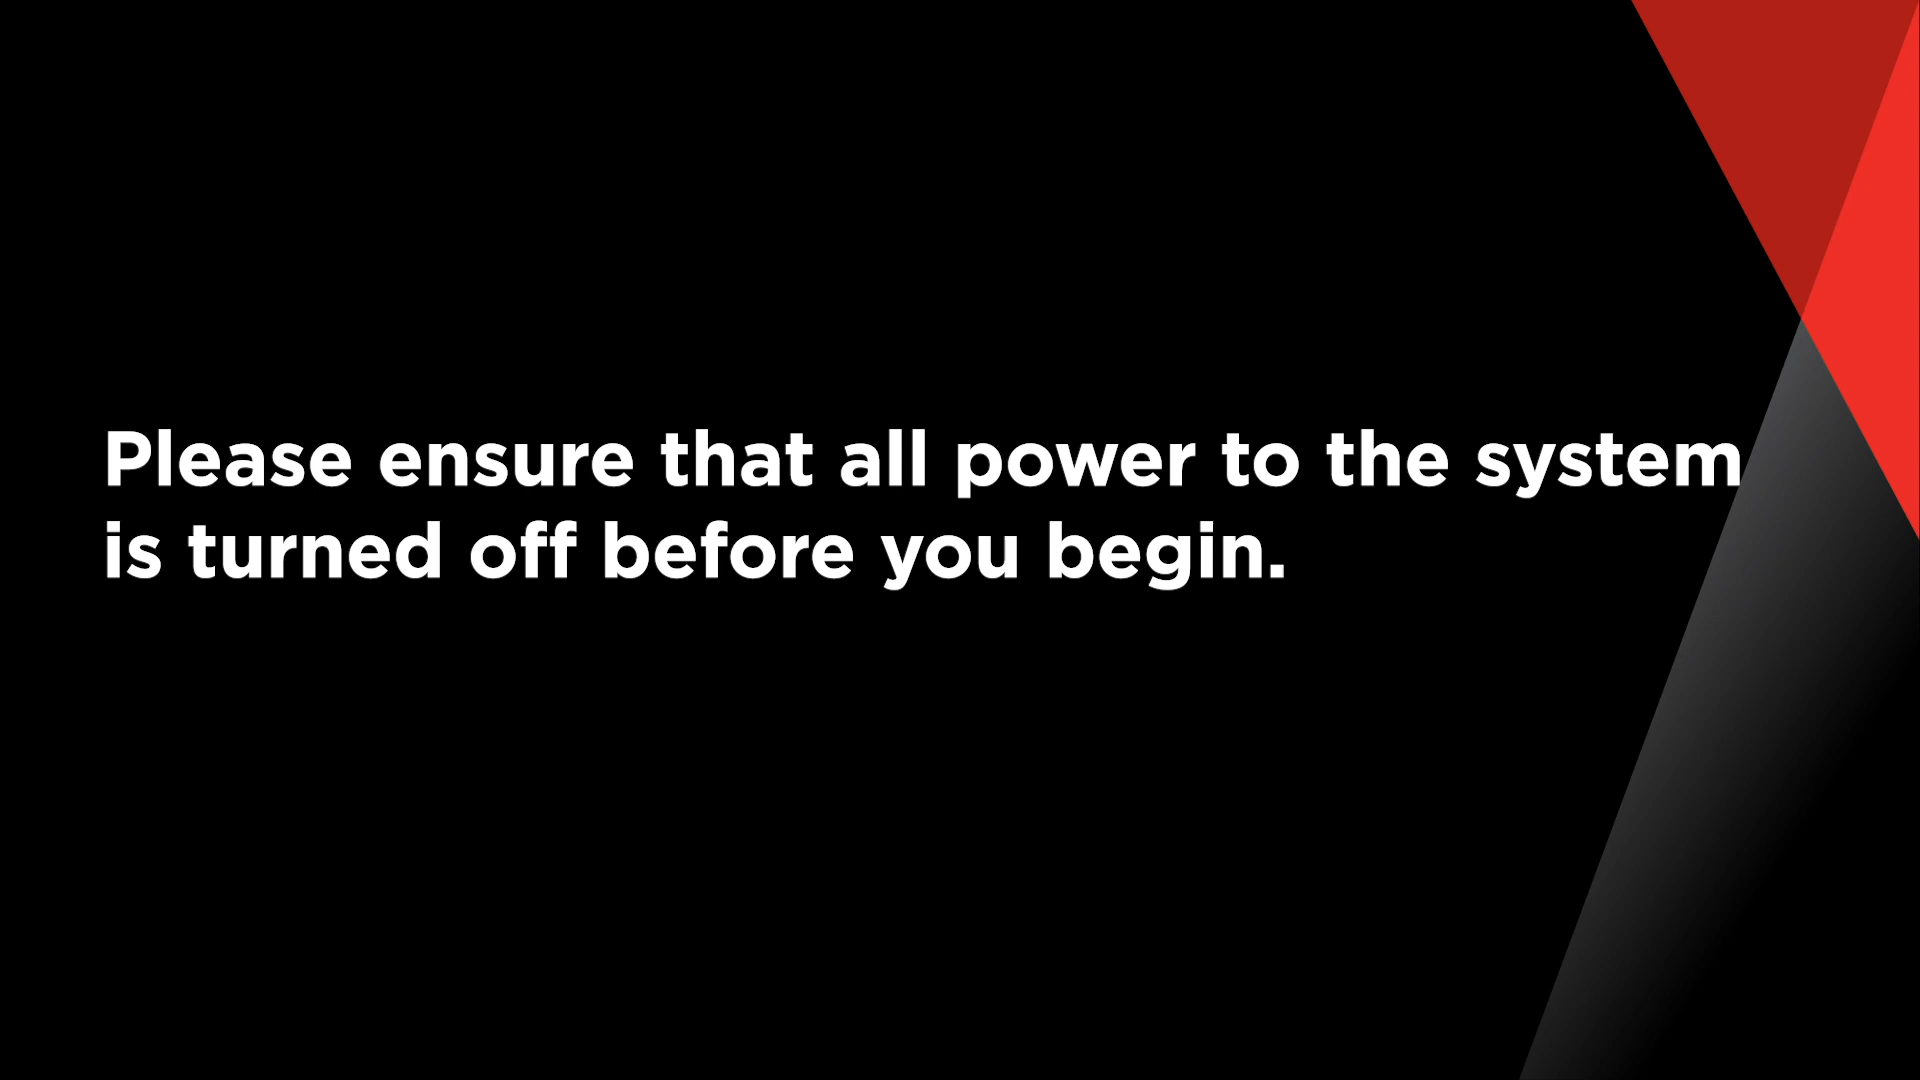 Please ensure that all power to the system
is turned off before you begin.